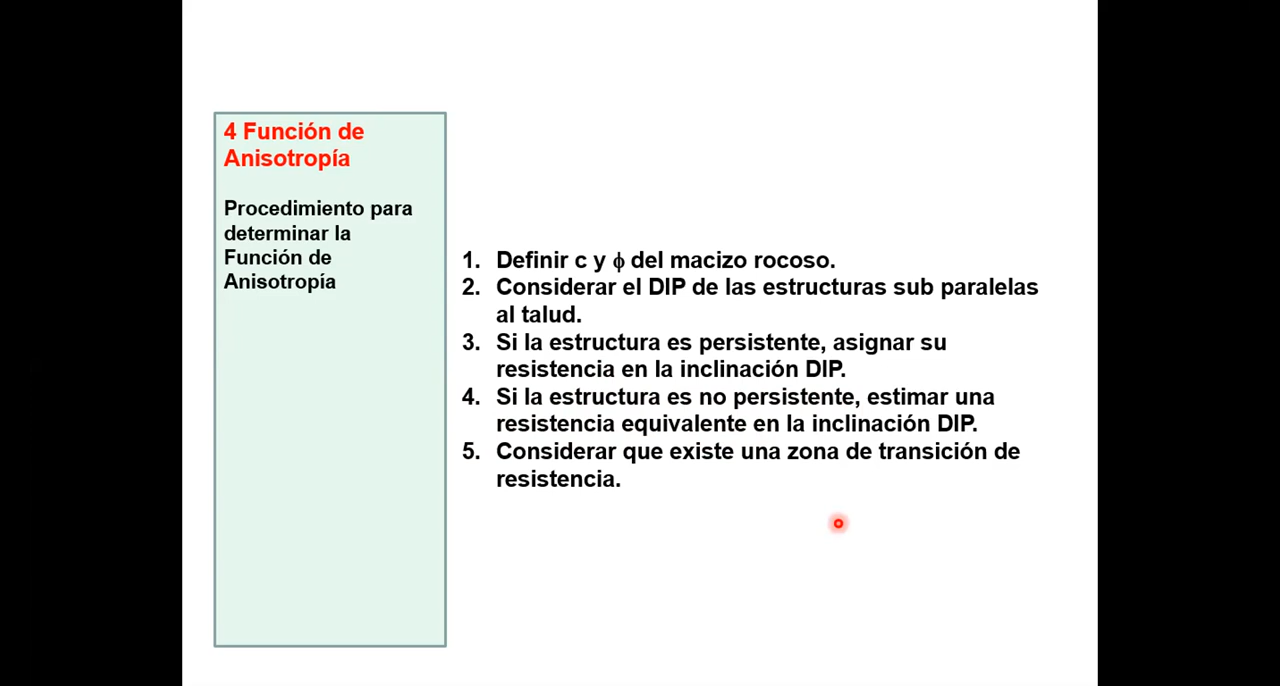 4 Función de
Anisotropía
Procedimiento para
determinar la
Función de
Anisotropía
1. Definir c y ϕ del macizo rocoso.
2. Considerar el DIP de las estructuras sub paralelas
al talud.
3. Si la estructura es persistente, asignar su
resistencia en la inclinación DIP.
4. Si la estructura es no persistente, estimar una
resistencia equivalente en la inclinación DIP.
5. Considerar que existe una zona de transición de
resistencia.